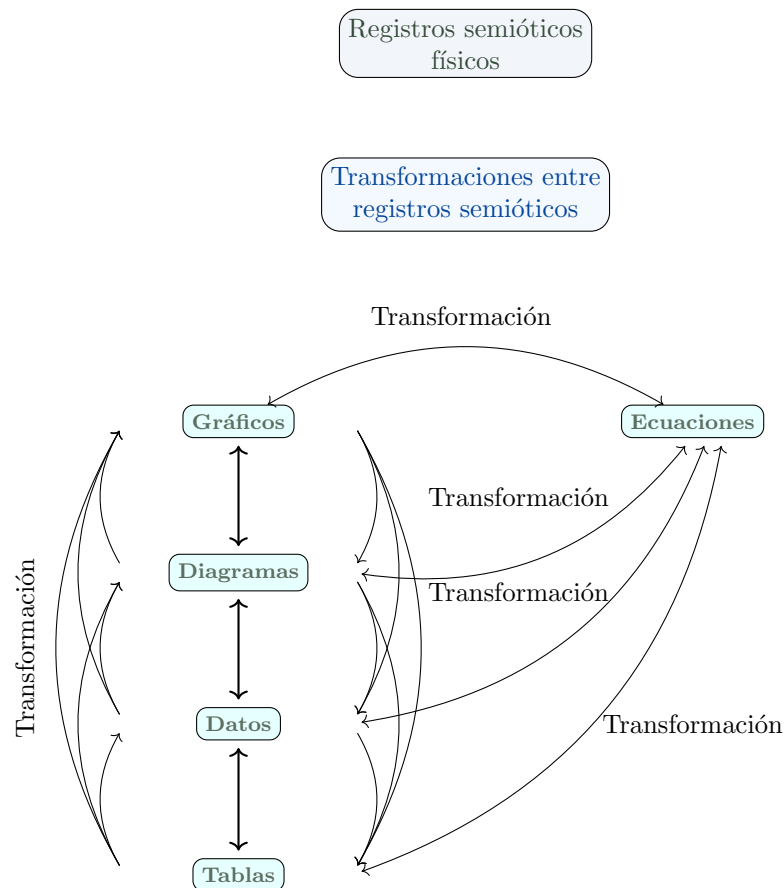 Registros semióticos
físicos
Transformaciones entre
registros semióticos
Transformación
Gráficos
Ecuaciones
Transformación
Diagramas
Transformación
Transformación
Datos
Transformación
Tablas